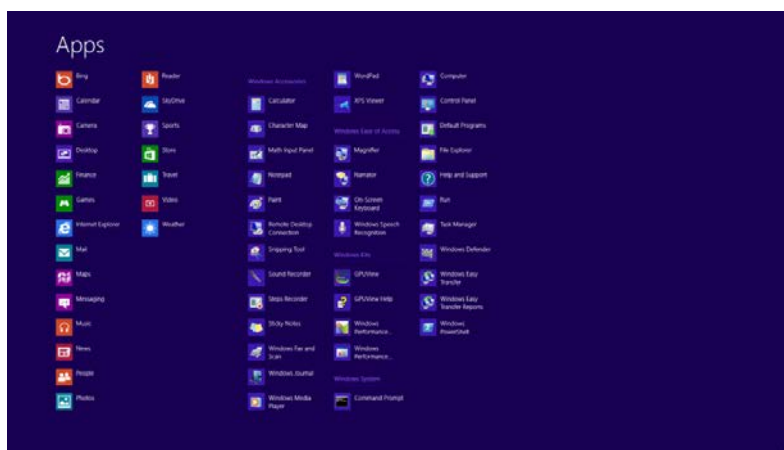 Apps
Bing
Calendar
Camera
Desktop
Finance
Games
Internet Explorer
Mail
Maps
Messaging
Music
News
People
Photos
Reader
SkyDrive
Sports
Store
Travel
Video
Weather
Windows Accessories
Calculator
Character Map
Math Input Panel
Notepad
Paint
Remote Desktop
Connection
Snipping Tool
Sound Recorder
Steps Recorder
Sticky Notes
Windows Fax and
Scan
Windows Journal
Windows Media
Player
WordPad
XPS Viewer
Windows Ease of Access
Magnifier
Narrator
On-Screen
Keyboard
Windows Speech
Recognition
Windows Kits
GPUView
GPUView Help
Windows
Performance...
Windows
Performance...
Windows System
Command Prompt
Computer
Control Panel
Default Programs
File Explorer
Help and Support
Run
Task Manager
Windows Defender
Windows Easy
Transfer
Windows Easy
Transfer Reports
Windows
PowerShell